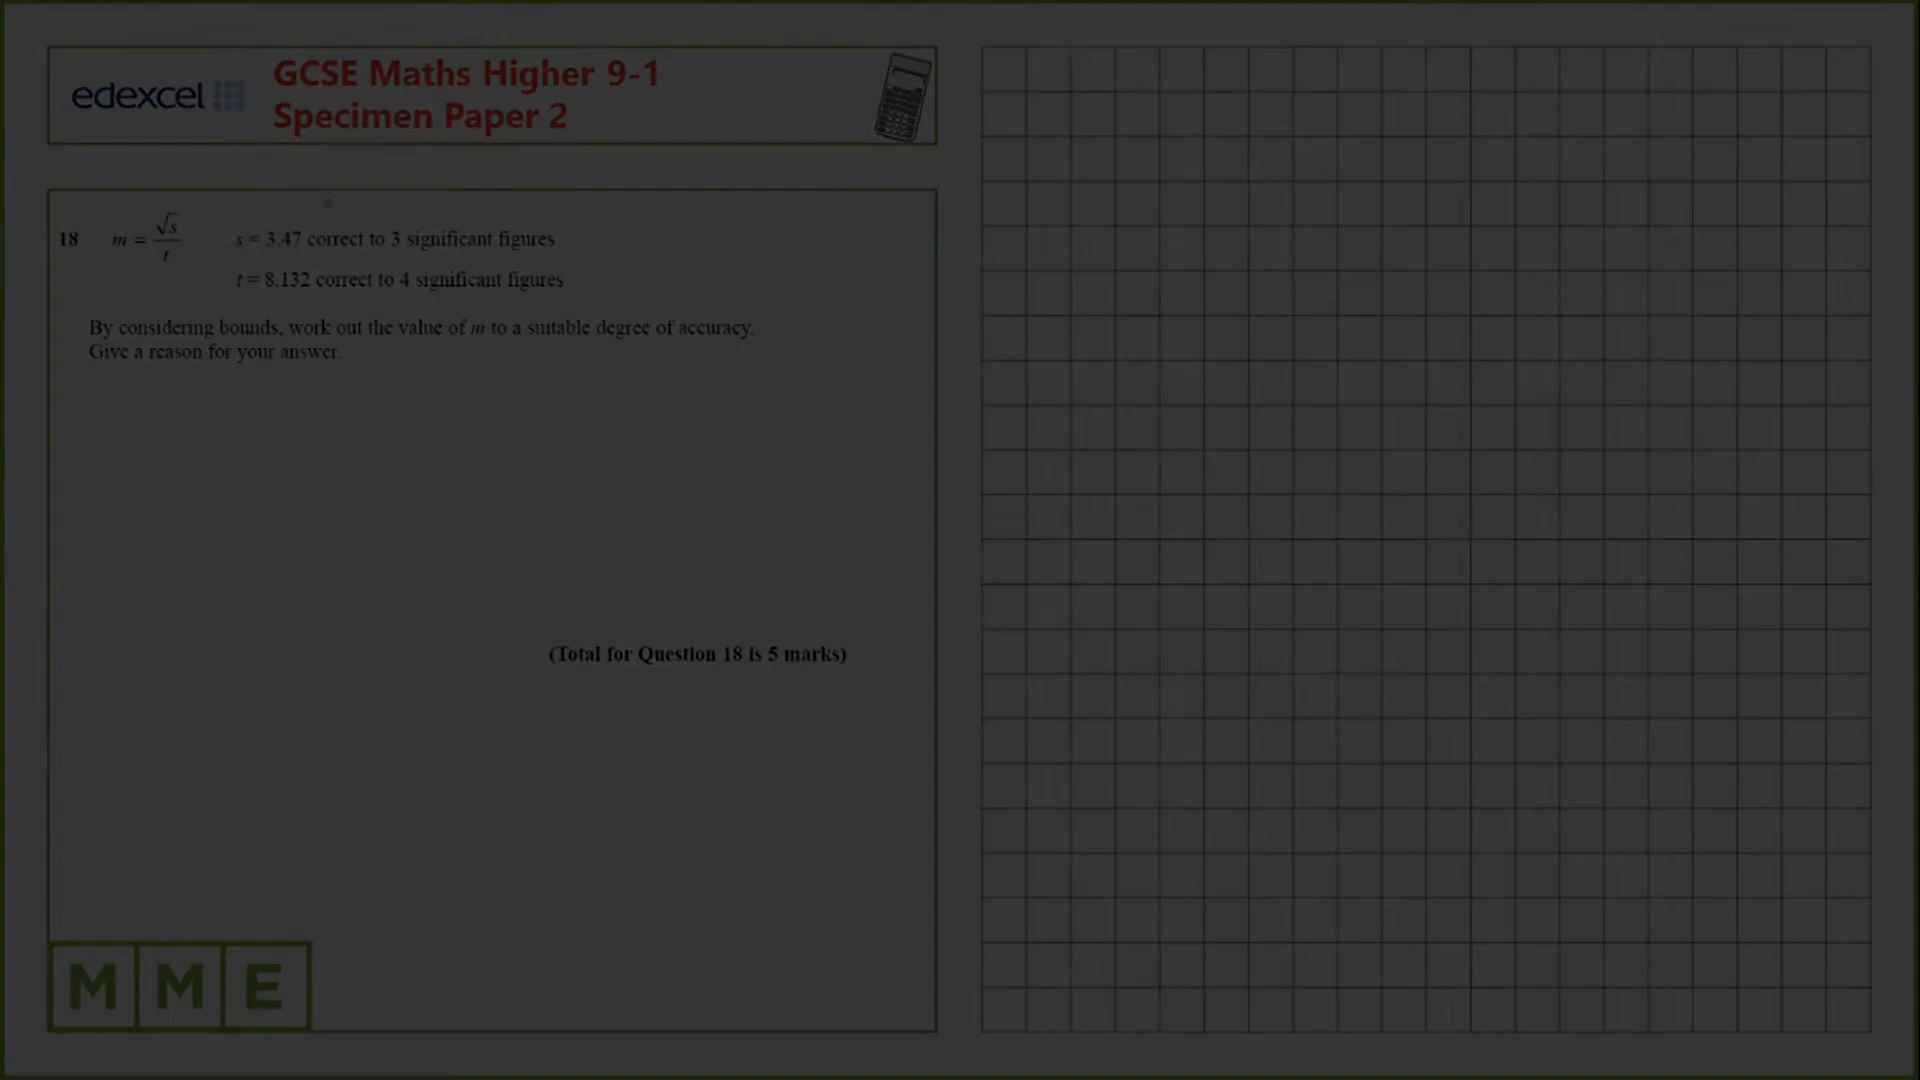 edexcel
GCSE Maths Higher 9-1
Specimen Paper 2
18 m = √s / t s = 3.47 correct to 3 significant figures
t = 8.132 correct to 4 significant figures
By considering bounds, work out the value of m to a suitable degree of accuracy.
Give a reason for your answer.
(Total for Question 18 is 5 marks)
MME